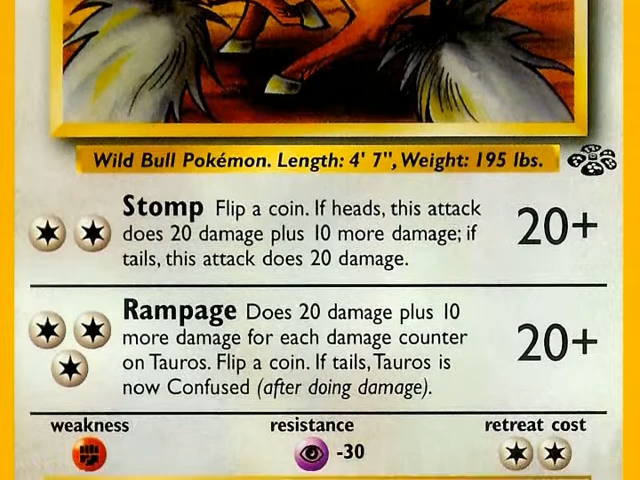 Wild Bull Pokémon. Length: 4' 7", Weight: 195 lbs.
Stomp Flip a coin. If heads, this attack
does 20 damage plus 10 more damage; if
tails, this attack does 20 damage.
20+
Rampage Does 20 damage plus 10
more damage for each damage counter
on Tauros. Flip a coin. If tails, Tauros is
now Confused (after doing damage).
20+
weakness resistance retreat cost
-30